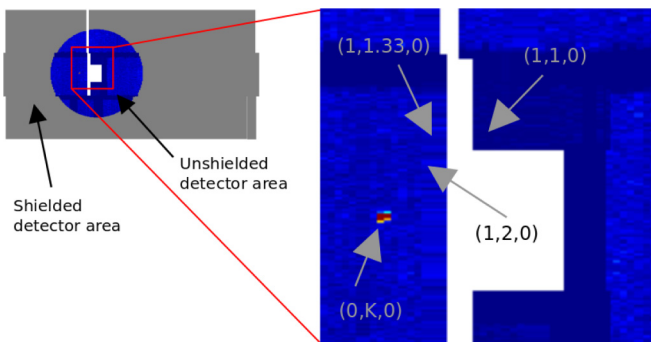 (1,1.33,0)
(1,1,0)
Unshielded
detector area
Shielded
detector area
(1,2,0)
(0,K,0)